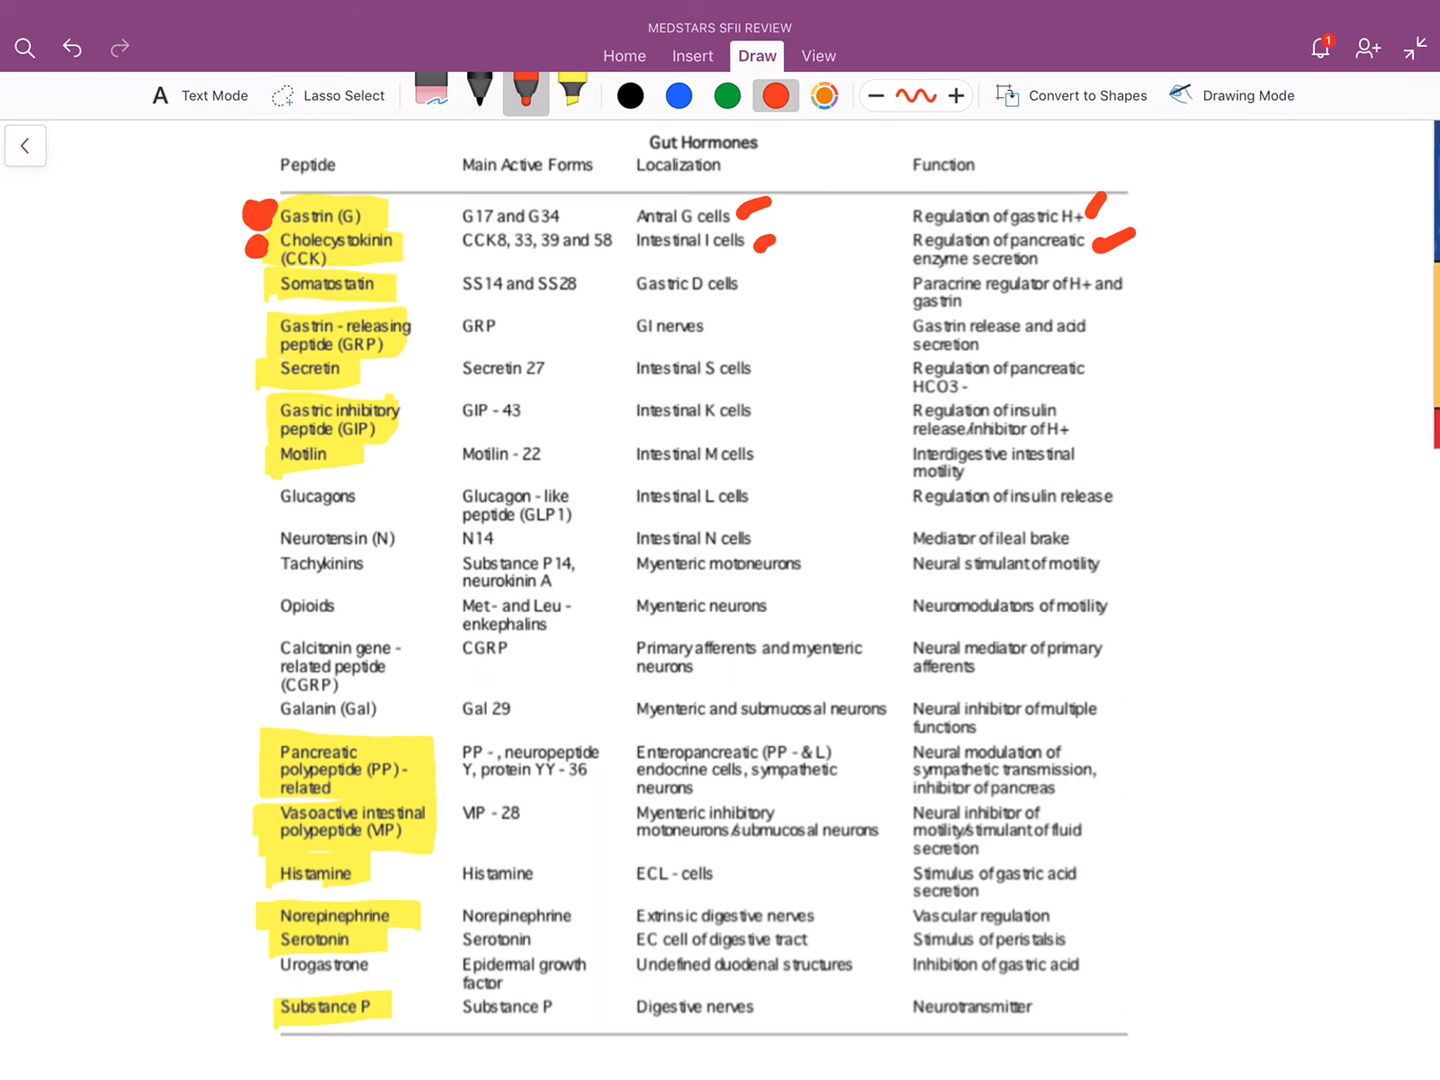 MEDSTARS SFII REVIEW
Home Insert Draw View
1
A Text Mode Lasso Select Convert to Shapes Drawing Mode
Gut Hormones
Peptide Main Active Forms Localization Function
Gastrin (G) G17 and G34 Antral G cells Regulation of gastric H+
Cholecystokinin CCK8, 33, 39 and 58 Intestinal I cells Regulation of pancreatic
(CCK) enzyme secretion
Somatostatin SS14 and SS28 Gastric D cells Paracrine regulator of H+ and
gastrin
Gastrin - releasing GRP GI nerves Gastrin release and acid
peptide (GRP) secretion
Secretin Secretin 27 Intestinal S cells Regulation of pancreatic
HCO3 -
Gastric inhibitory GIP - 43 Intestinal K cells Regulation of insulin
peptide (GIP) release/inhibitor of H+
Motilin Motilin - 22 Intestinal M cells Interdigestive intestinal
motility
Glucagons Glucagon - like Intestinal L cells Regulation of insulin release
peptide (GLP1)
Neurotensin (N) N14 Intestinal N cells Mediator of ileal brake
Tachykinins Substance P14, Myenteric motoneurons Neural stimulant of motility
neurokinin A
Opioids Met - and Leu - Myenteric neurons Neuromodulators of motility
enkephalins
Calcitonin gene - CGRP Primary afferents and myenteric Neural mediator of primary
related peptide neurons afferents
(CGRP)
Galanin (Gal) Gal 29 Myenteric and submucosal neurons Neural inhibitor of multiple
functions
Pancreatic PP - , neuropeptide Enteropancreatic (PP - & L) Neural modulation of
polypeptide (PP) - Y, protein YY - 36 endocrine cells, sympathetic sympathetic transmission,
related neurons inhibitor of pancreas
Vasoactive intestinal VIP - 28 Myenteric inhibitory Neural inhibitor of
polypeptide (VIP) motoneurons/submucosal neurons motility/stimulant of fluid
secretion
Histamine Histamine ECL - cells Stimulus of gastric acid
secretion
Norepinephrine Norepinephrine Extrinsic digestive nerves Vascular regulation
Serotonin Serotonin EC cell of digestive tract Stimulus of peristalsis
Urogastrone Epidermal growth Undefined duodenal structures Inhibition of gastric acid
factor
Substance P Substance P Digestive nerves Neurotransmitter